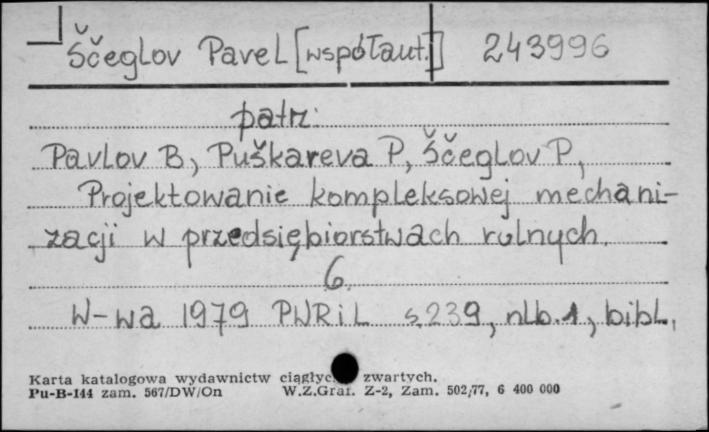 Ščeglov Pavel [współaut.] 243996
patrz:
Pavlov B, Puškareva P, Ščeglov P,
Projektowanie kompleksowej mechani-
zacji w przedsiębiorstwach rolnych.
6.
W-wa 1979 PWRiL s.239, nlb.1, bibl.
Karta katalogowa wydawnictw zwartych.
Pu-B-144 zam. 567/DW/On W.Z.Graf. Z-2, Zam. 502/77, 6 400 000